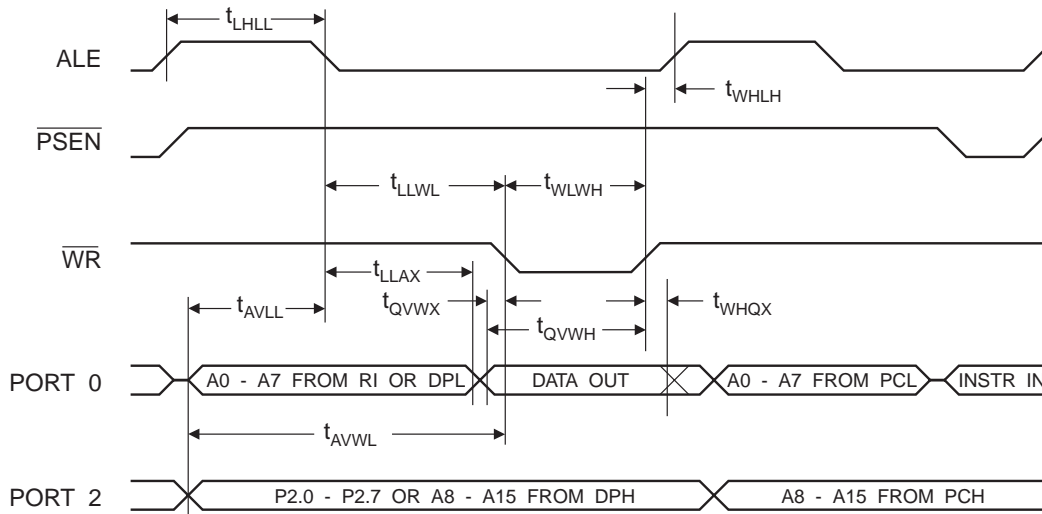 tLHLL
ALE
tWHLH
PSEN
tLLWL
tWLWH
WR
tLLAX
tAVLL
tQVWX
tWHQX
tQVWH
PORT 0
A0 - A7 FROM RI OR DPL
DATA OUT
A0 - A7 FROM PCL
INSTR IN
tAVWL
PORT 2
P2.0 - P2.7 OR A8 - A15 FROM DPH
A8 - A15 FROM PCH